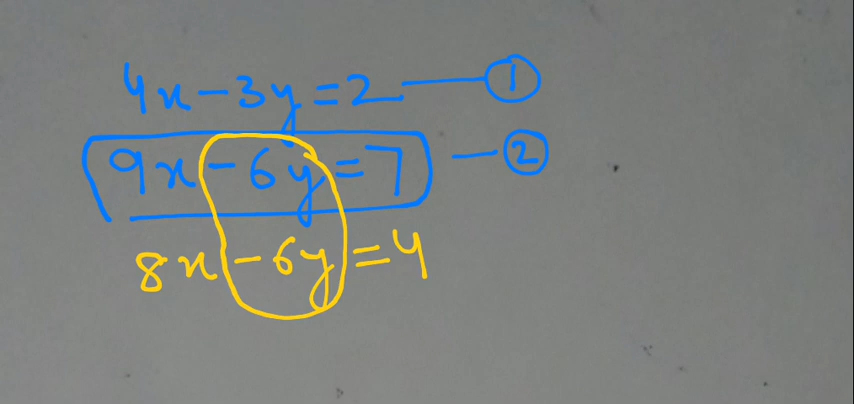 4x-3y=2 — ①
9x-6y=7 — ②
8x-6y=4